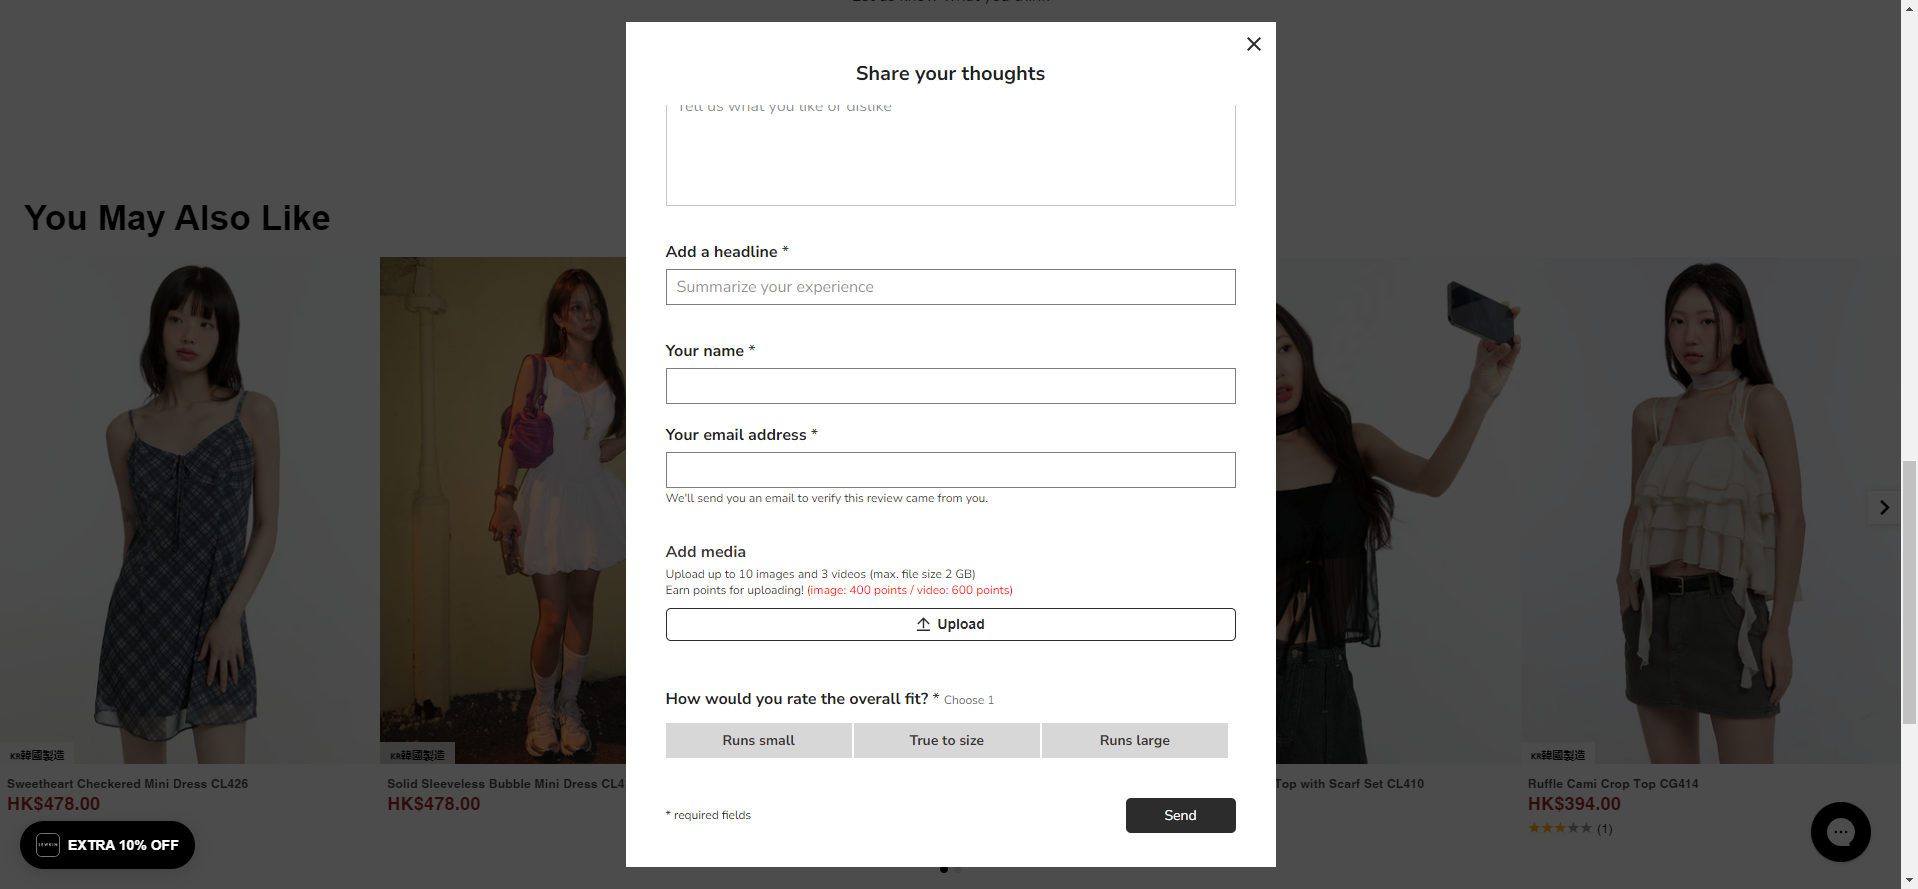 Let us know what you think
Share your thoughts
Tell us what you like or dislike
Add a headline *
Summarize your experience
Your name *
Your email address *
We'll send you an email to verify this review came from you.
Add media
Upload up to 10 images and 3 videos (max. file size 2 GB)
Earn points for uploading! (image: 400 points / video: 600 points)
Upload
How would you rate the overall fit? * Choose 1
Runs small
True to size
Runs large
* required fields
Send
You May Also Like
KR韓國製造
Sweetheart Checkered Mini Dress CL426
HK$478.00
KR韓國製造
Solid Sleeveless Bubble Mini Dress CL4
HK$478.00
Top with Scarf Set CL410
KR韓國製造
Ruffle Cami Crop Top CG414
HK$394.00
(1)
EXTRA 10% OFF